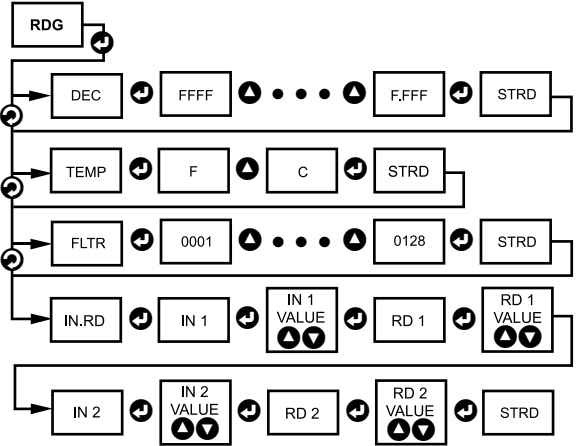 RDG
DEC FFFF F.FFF STRD
TEMP F C STRD
FLTR 0001 0128 STRD
IN.RD IN 1 IN 1 VALUE RD 1 RD 1 VALUE
IN 2 IN 2 VALUE RD 2 RD 2 VALUE STRD